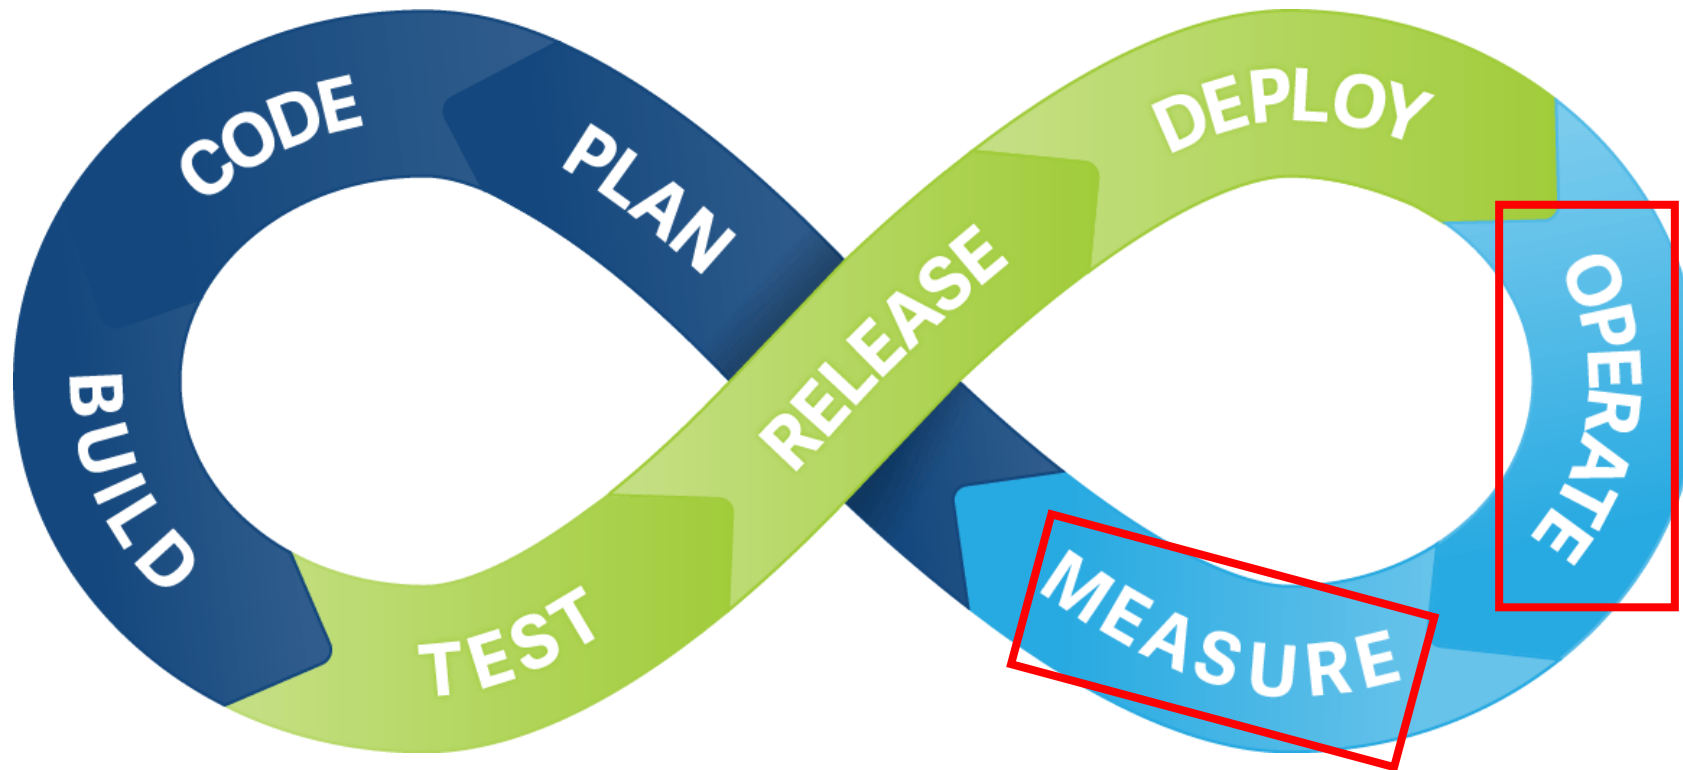 CODE
PLAN
BUILD
TEST
RELEASE
DEPLOY
OPERATE
MEASURE